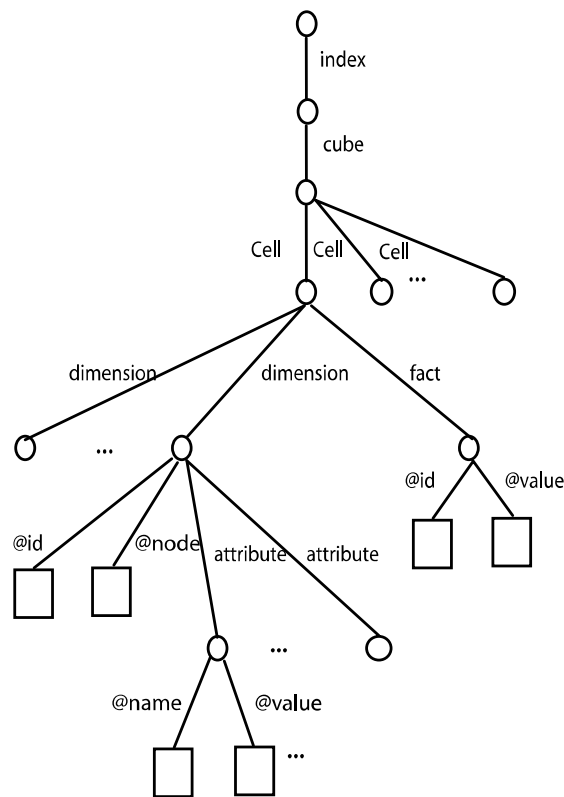 index
cube
Cell Cell Cell
...
dimension dimension fact
...
@id @value
@id @node attribute attribute
...
@name @value
...